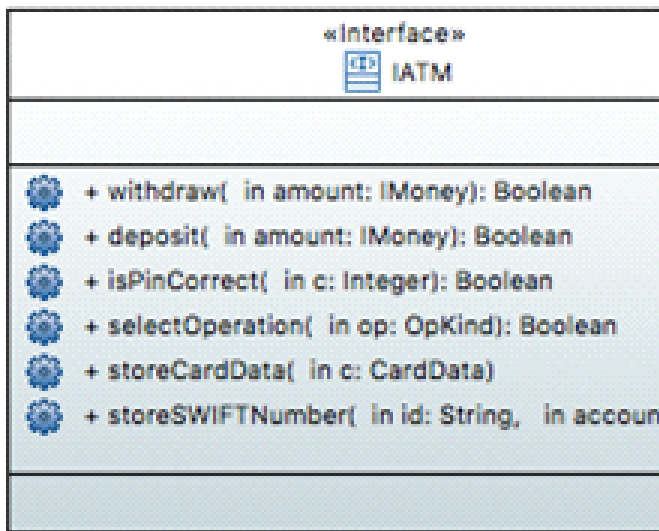 «Interface»
IATM
+ withdraw( in amount: IMoney): Boolean
+ deposit( in amount: IMoney): Boolean
+ isPinCorrect( in c: Integer): Boolean
+ selectOperation( in op: OpKind): Boolean
+ storeCardData( in c: CardData)
+ storeSWIFTNumber( in id: String, in accoun